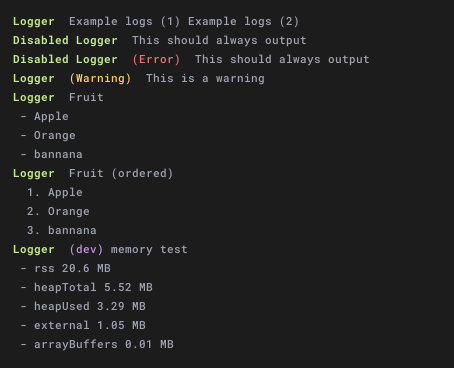 Logger Example logs (1) Example logs (2)
Disabled Logger This should always output
Disabled Logger (Error) This should always output
Logger (Warning) This is a warning
Logger Fruit
- Apple
- Orange
- bannana
Logger Fruit (ordered)
1. Apple
2. Orange
3. bannana
Logger (dev) memory test
- rss 20.6 MB
- heapTotal 5.52 MB
- heapUsed 3.29 MB
- external 1.05 MB
- arrayBuffers 0.01 MB